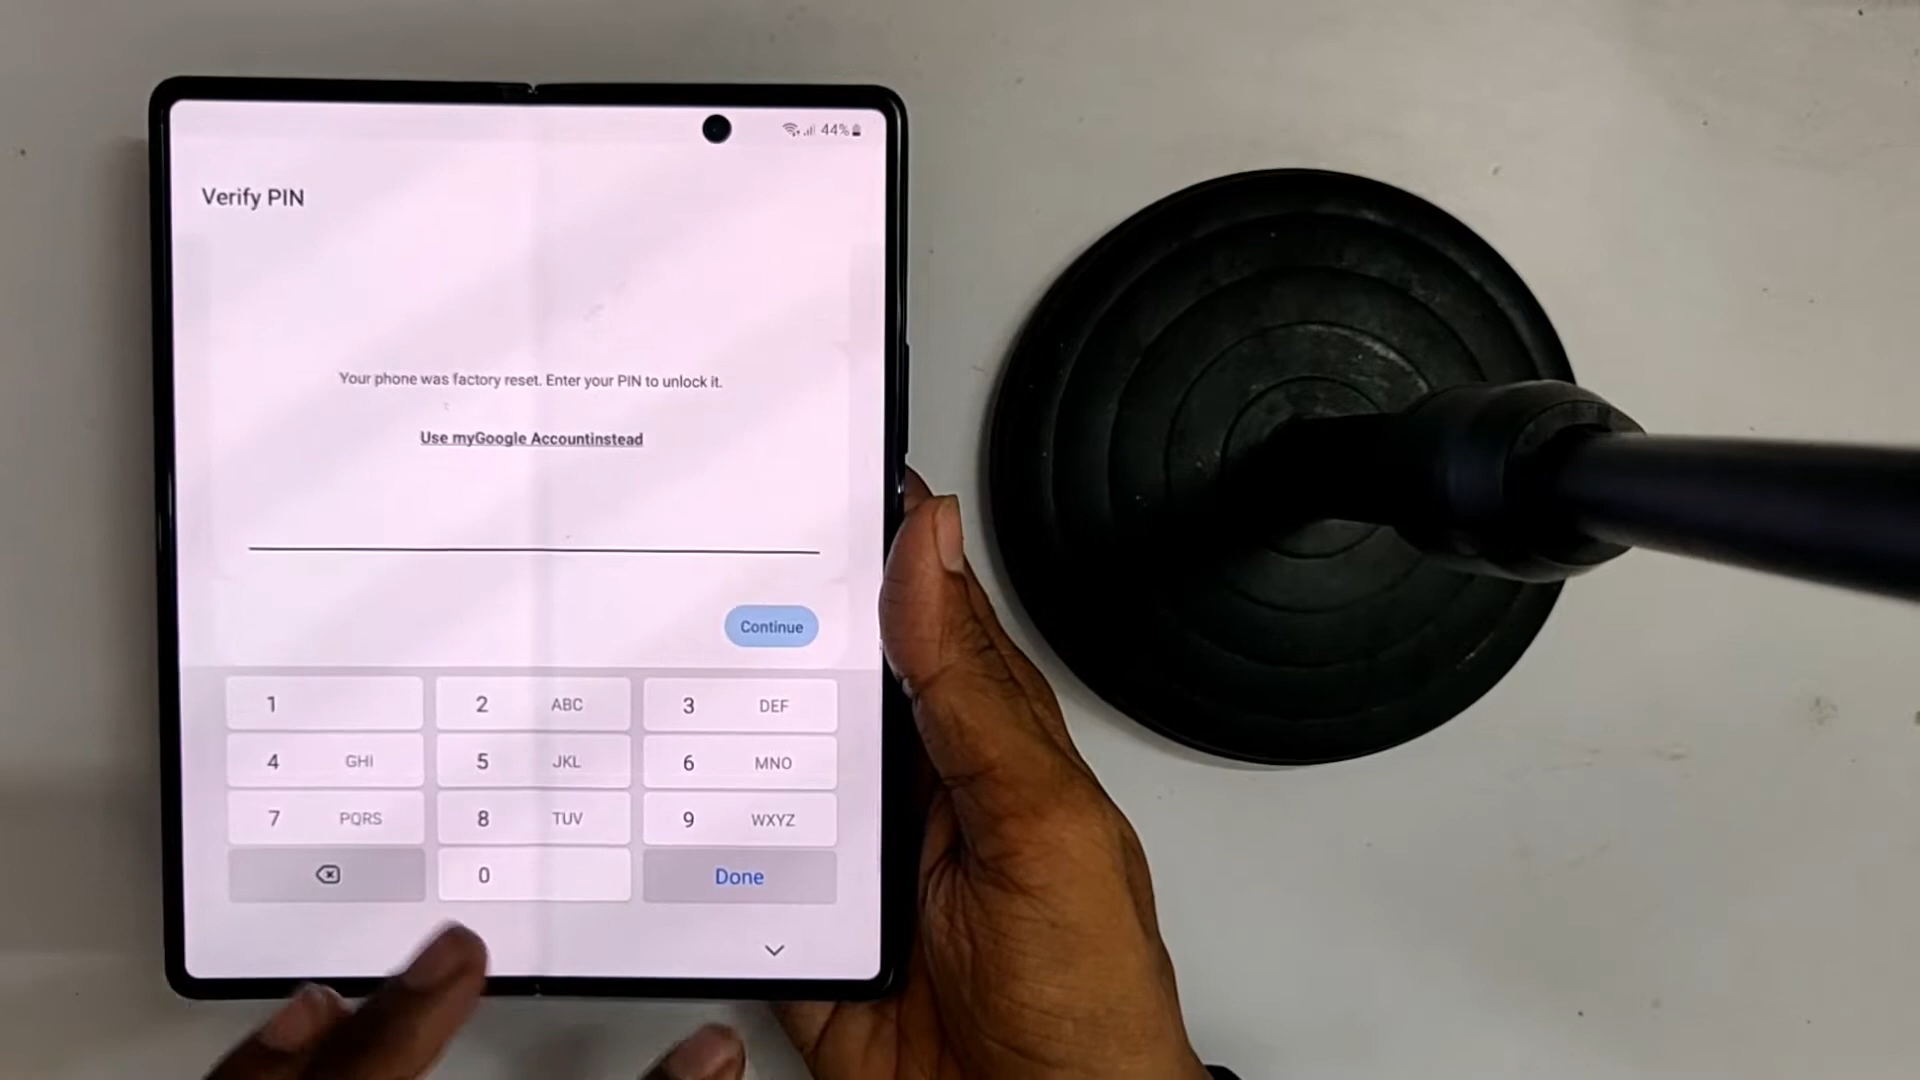 44%
Verify PIN
Your phone was factory reset. Enter your PIN to unlock it.
Use myGoogle Accountinstead
Continue
1 2 ABC 3 DEF
4 GHI 5 JKL 6 MNO
7 PQRS 8 TUV 9 WXYZ
0 Done